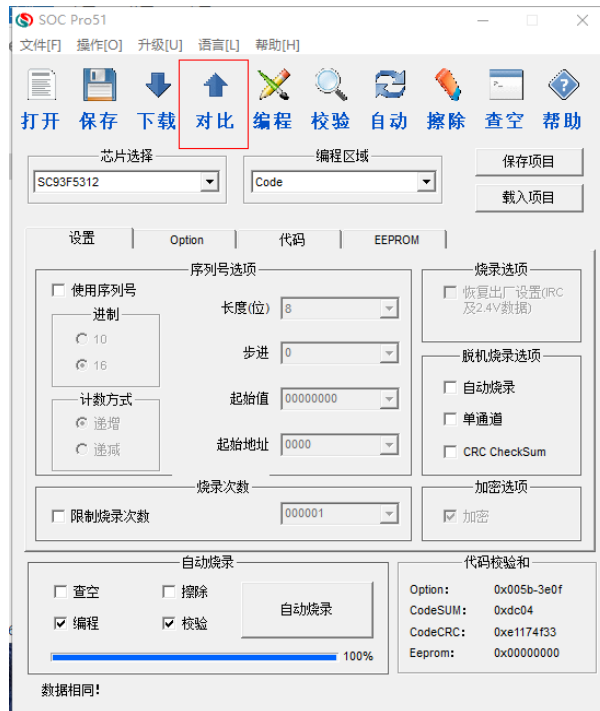 SOC Pro51
文件[F] 操作[O] 升级[U] 语言[L] 帮助[H]
打开 保存 下载 对比 编程 校验 自动 擦除 查空 帮助
芯片选择 编程区域 保存项目
SC93F5312 Code
载入项目
设置 Option 代码 EEPROM
序列号选项 烧录选项
使用序列号
恢复出厂设置(IRC
及2.4V数据)
进制
长度(位) 8
10
16
步进 0
脱机烧录选项
自动烧录
计数方式
起始值 00000000
递增
单通道
递减
起始地址 0000
CRC CheckSum
烧录次数 加密选项
限制烧录次数 000001 加密
自动烧录 代码校验和
查空 擦除 自动烧录
Option: 0x005b-3e0f
CodeSUM: 0xdc04
编程 校验
CodeCRC: 0xe1174f33
100%
Eeprom: 0x00000000
数据相同!